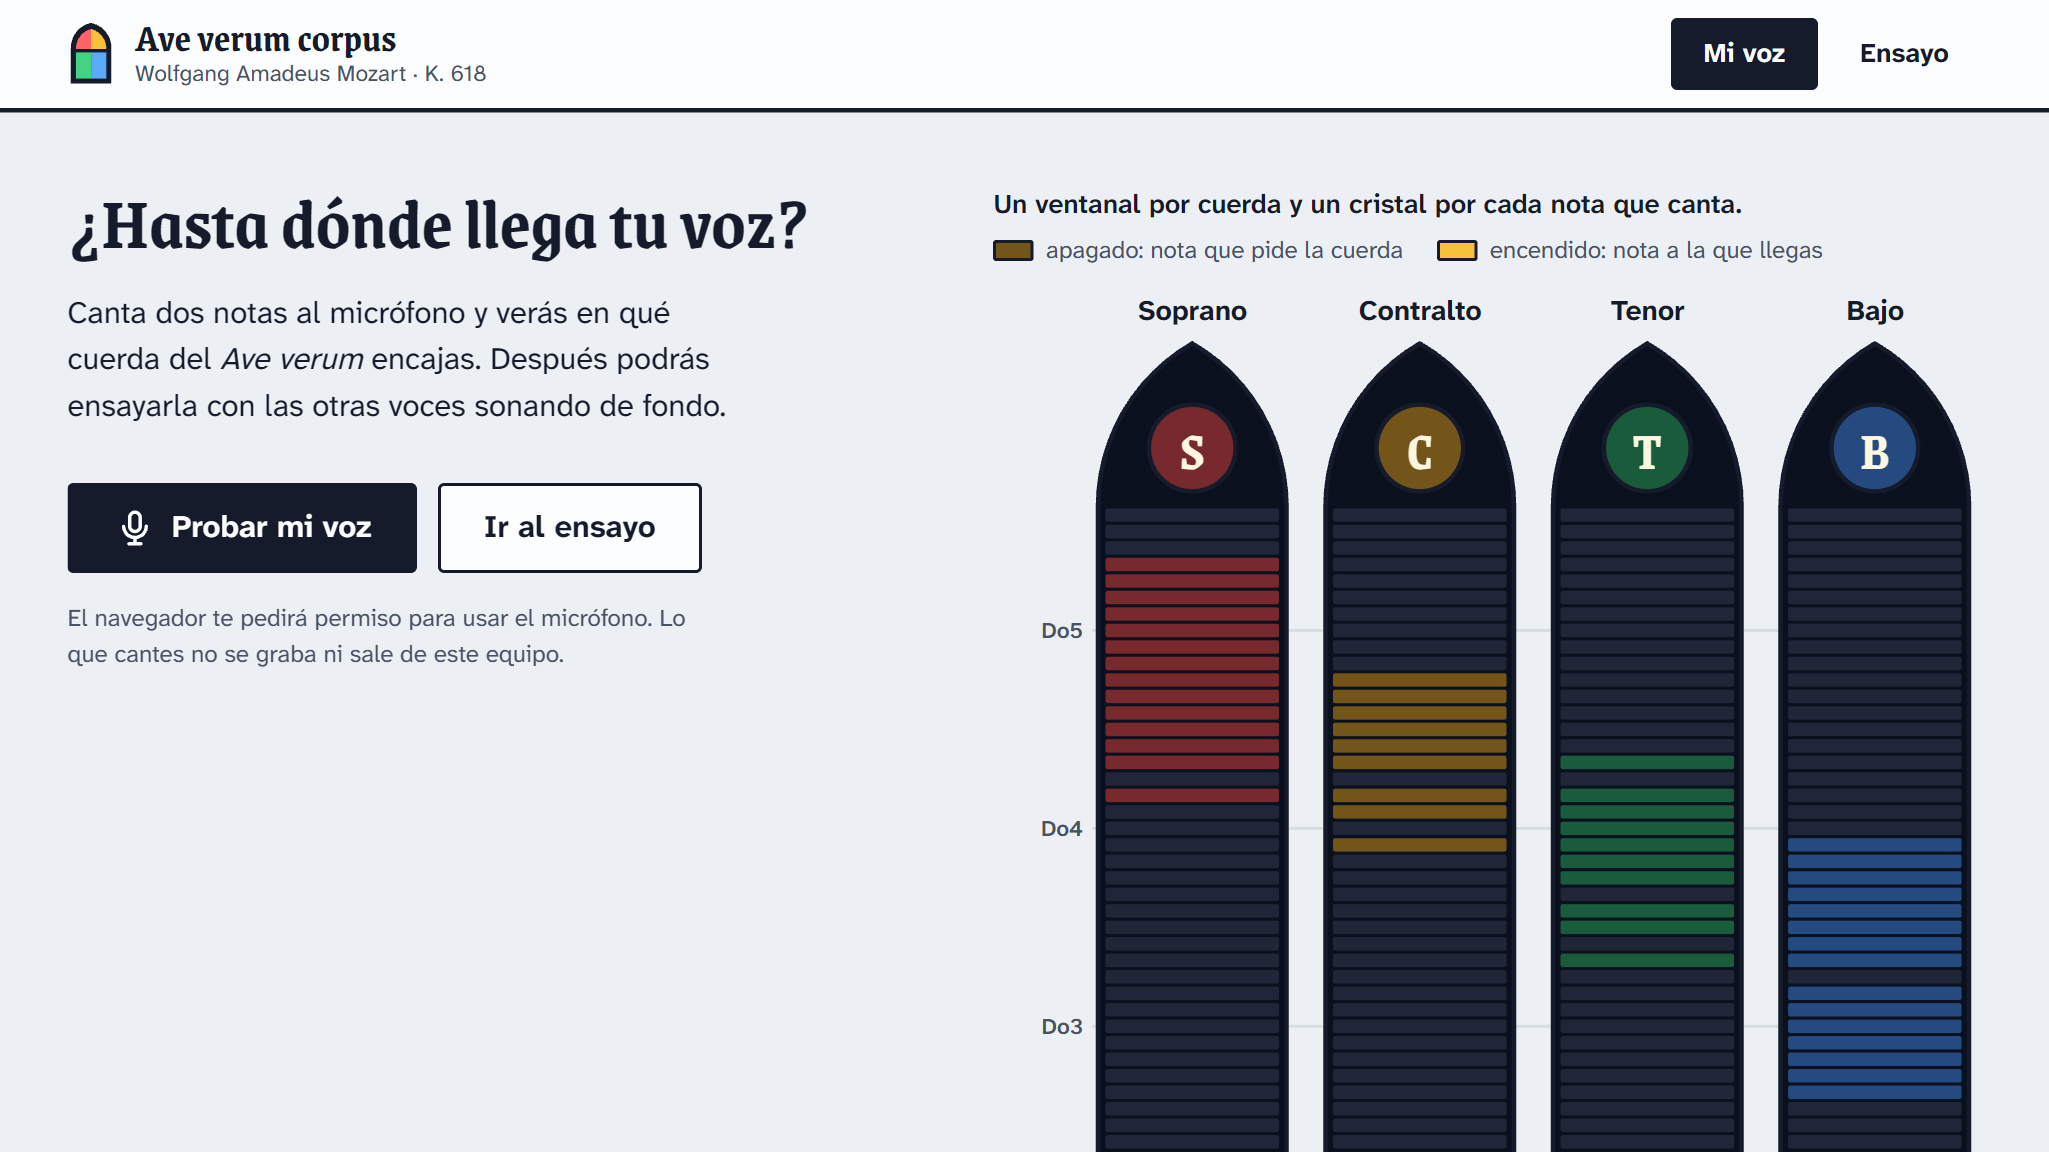 Ave verum corpus
Wolfgang Amadeus Mozart · K. 618
Mi voz
Ensayo
¿Hasta dónde llega tu voz?
Canta dos notas al micrófono y verás en qué
cuerda del Ave verum encajas. Después podrás
ensayarla con las otras voces sonando de fondo.
Probar mi voz
Ir al ensayo
El navegador te pedirá permiso para usar el micrófono. Lo
que cantes no se graba ni sale de este equipo.
Un ventanal por cuerda y un cristal por cada nota que canta.
apagado: nota que pide la cuerda
encendido: nota a la que llegas
Soprano
Contralto
Tenor
Bajo
S
C
T
B
Do5
Do4
Do3